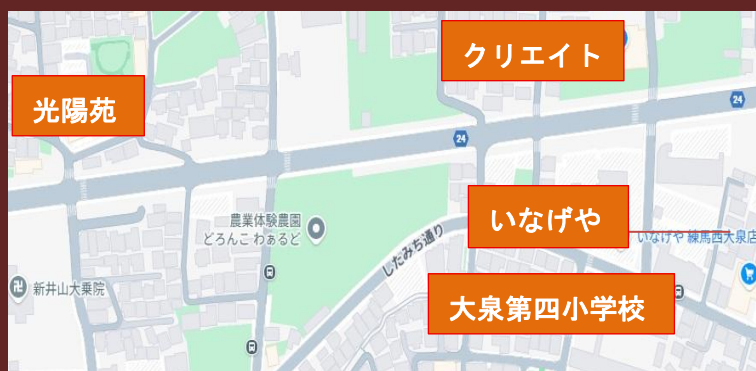 クリエイト
光陽苑
24
24
いなげや
農業体験農園
どろんこ わぁるど
したみち通り
いなげや 練馬西大泉店
卍 新井山大乗院
大泉第四小学校